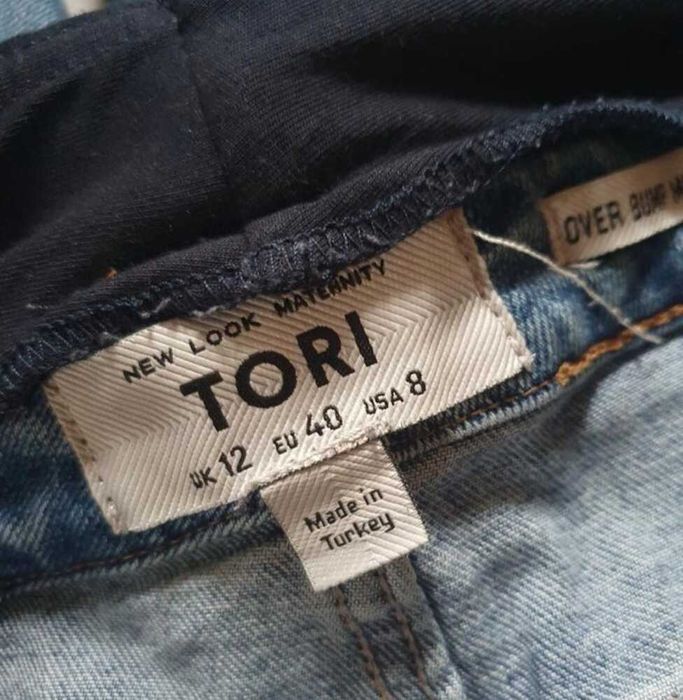 NEW LOOK MATERNITY
TORI
UK 12 EU 40 USA 8
Made in
Turkey
OVER BUMP